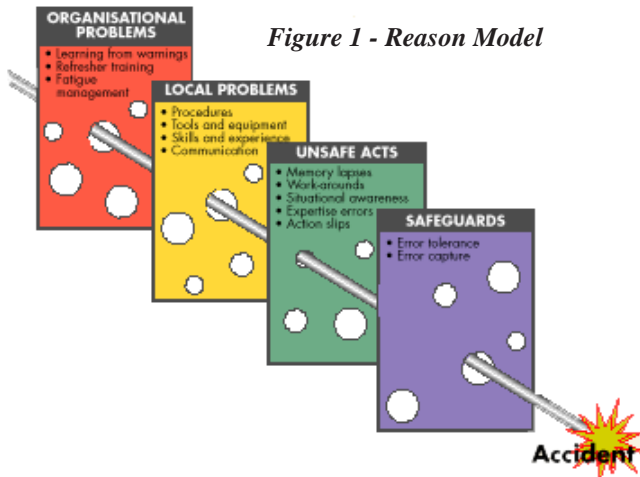 Figure 1 - Reason Model
ORGANISATIONAL
PROBLEMS
• Learning from warnings
• Refresher training
• Fatigue
management
LOCAL PROBLEMS
• Procedures
• Tools and equipment
• Skills and experience
• Communication
UNSAFE ACTS
• Memory lapses
• Work-arounds
• Situational awareness
• Expertise errors
• Action slips
SAFEGUARDS
• Error tolerance
• Error capture
Accident